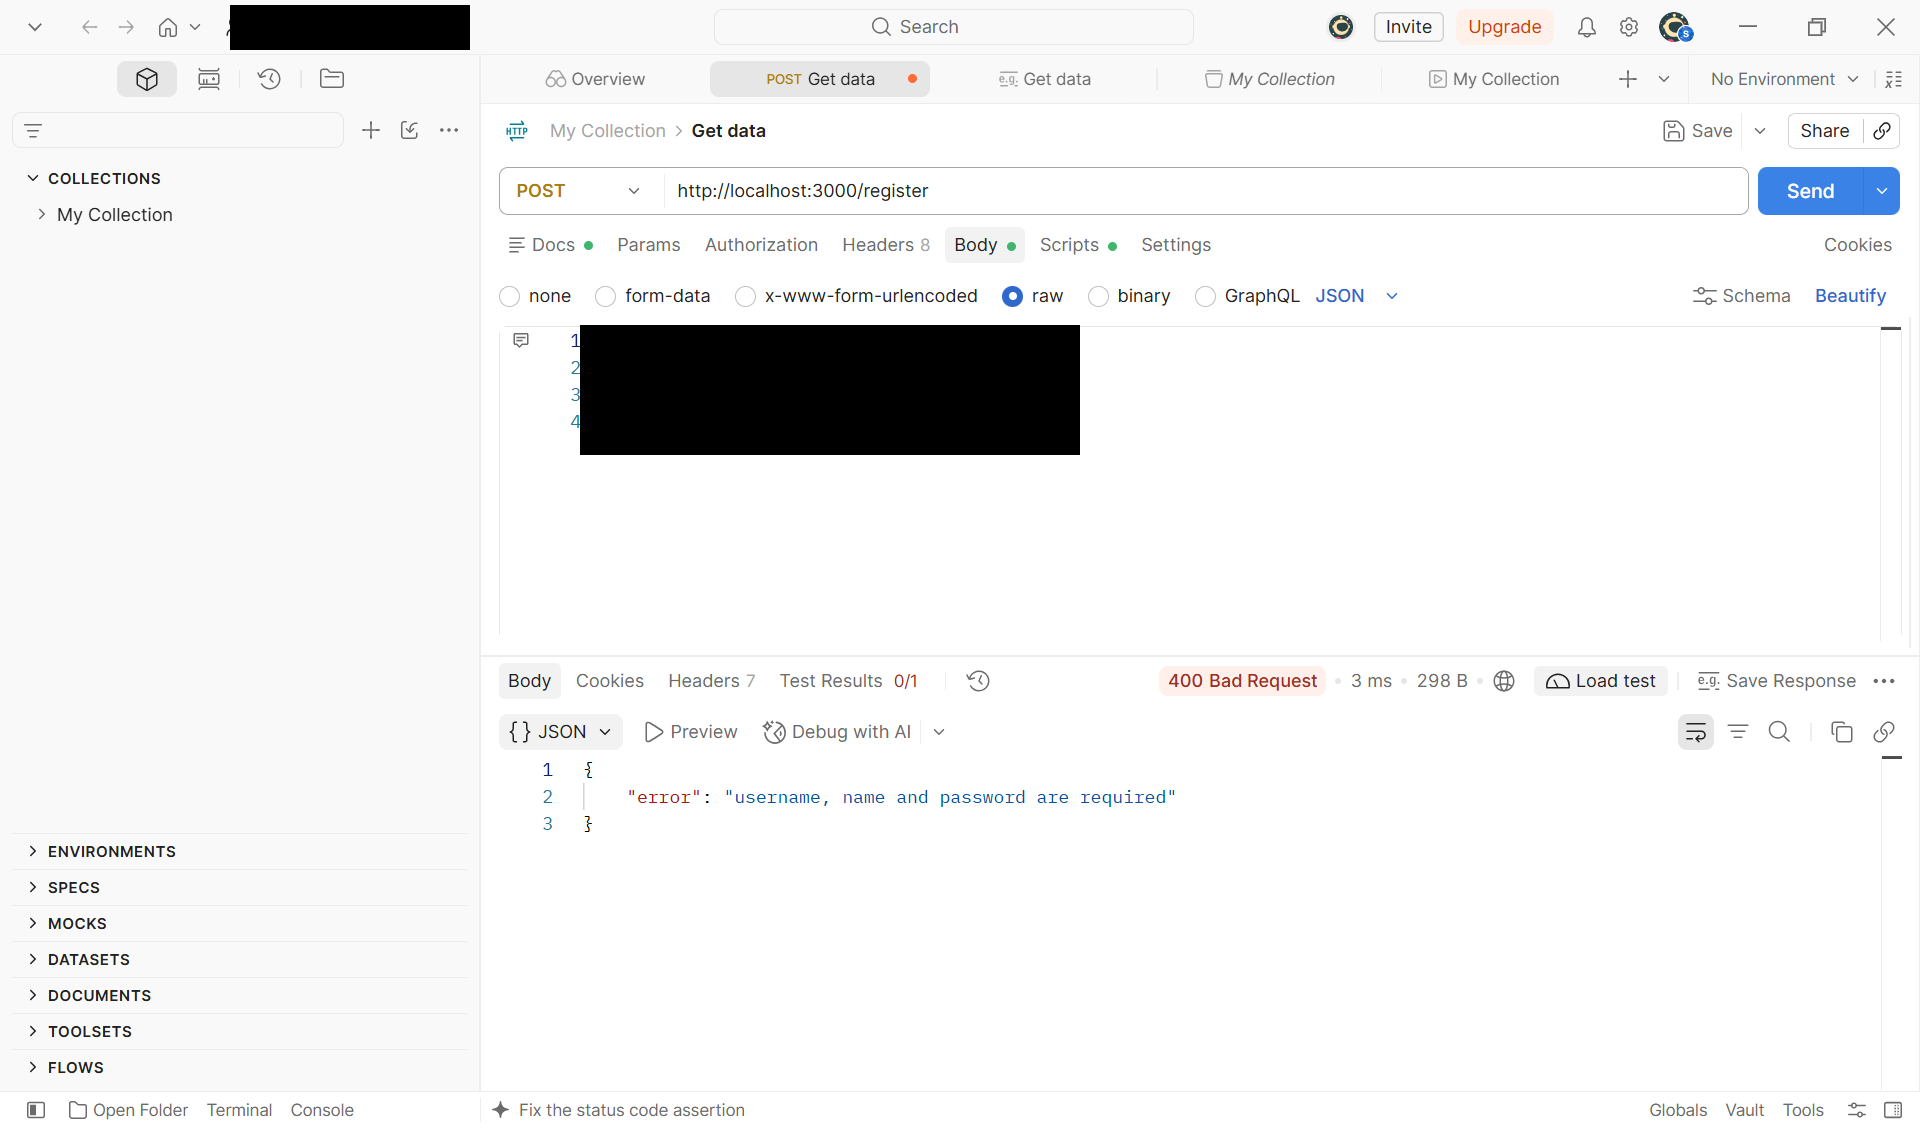 Search
Invite
Upgrade
S
Overview
POST Get data
e.g. Get data
My Collection
My Collection
No Environment
HTTP My Collection > Get data
Save
Share
POST
http://localhost:3000/register
Send
Docs
Params
Authorization
Headers 8
Body
Scripts
Settings
Cookies
none
form-data
x-www-form-urlencoded
raw
binary
GraphQL
JSON
Schema
Beautify
1
2
3
4
COLLECTIONS
My Collection
ENVIRONMENTS
SPECS
MOCKS
DATASETS
DOCUMENTS
TOOLSETS
FLOWS
Body
Cookies
Headers 7
Test Results 0/1
400 Bad Request
3 ms
298 B
Load test
e.g. Save Response
{} JSON
Preview
Debug with AI
1 {
2 "error": "username, name and password are required"
3 }
Open Folder
Terminal
Console
Fix the status code assertion
Globals
Vault
Tools